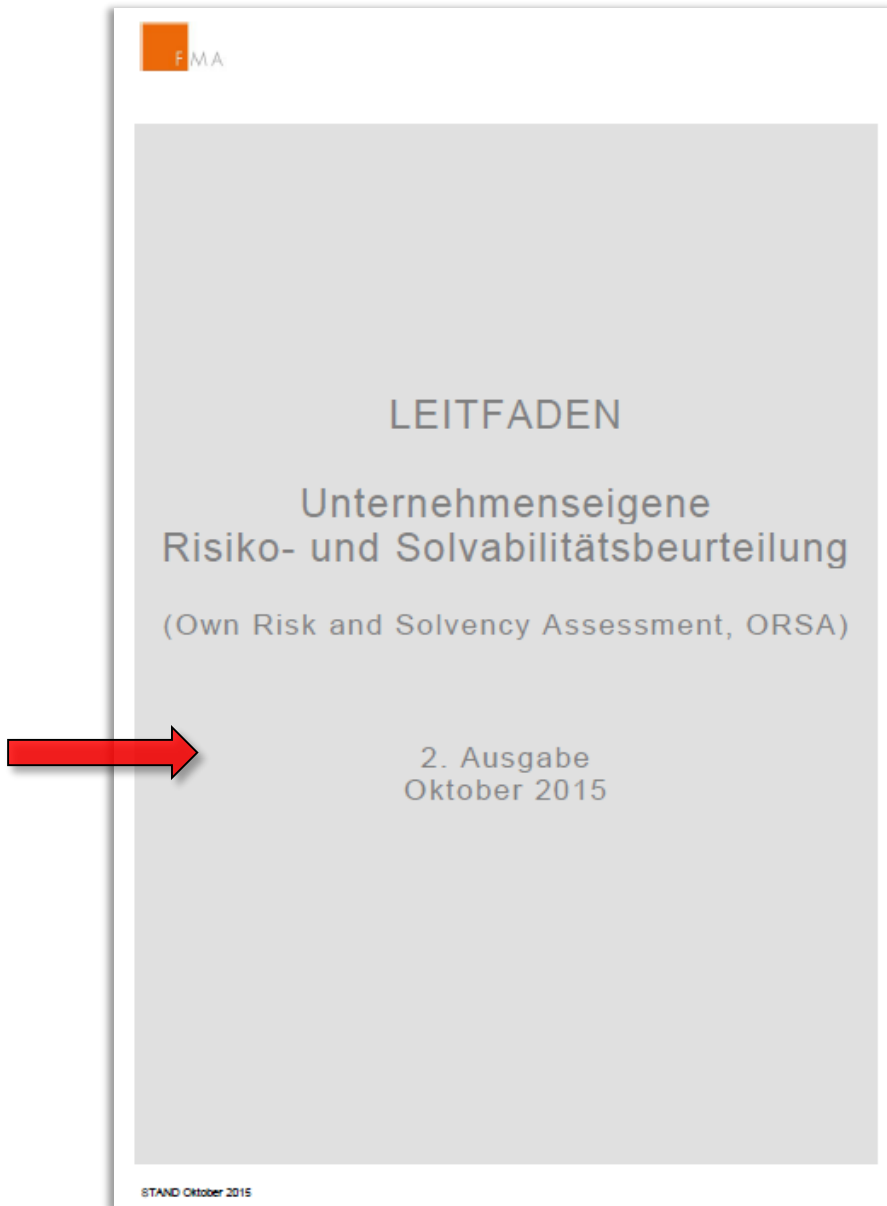 FMA
LEITFADEN
Unternehmenseigene
Risiko- und Solvabilitätsbeurteilung
(Own Risk and Solvency Assessment, ORSA)
2. Ausgabe
Oktober 2015
STAND Oktober 2015